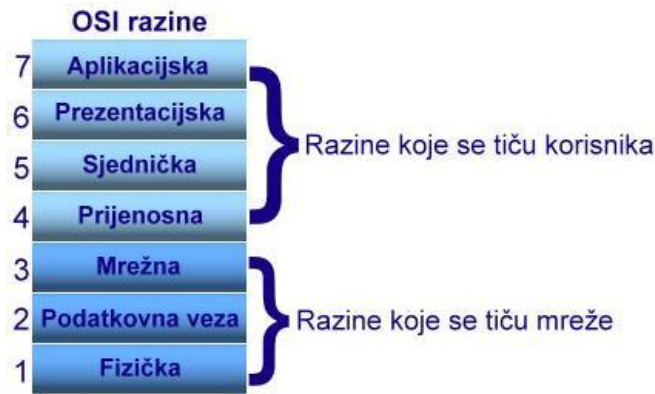 OSI razine
7 Aplikacijska
6 Prezentacijska
5 Sjednička
4 Prijenosna
Razine koje se tiču korisnika
3 Mrežna
2 Podatkovna veza
1 Fizička
Razine koje se tiču mreže